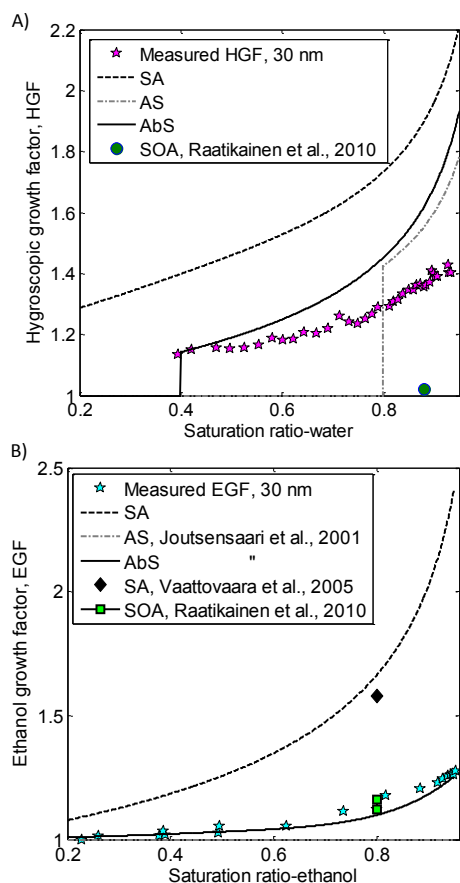 A)
2.2
2
1.8
1.6
1.4
1.2
1
Hygroscopic growth factor, HGF
Measured HGF, 30 nm
SA
AS
AbS
SOA, Raatikainen et al., 2010
0.2 0.4 0.6 0.8
Saturation ratio-water
B)
2.5
2
1.5
1
Ethanol growth factor, EGF
Measured EGF, 30 nm
SA
AS, Joutsensaari et al., 2001
AbS "
SA, Vaattovaara et al., 2005
SOA, Raatikainen et al., 2010
0.2 0.4 0.6 0.8
Saturation ratio-ethanol